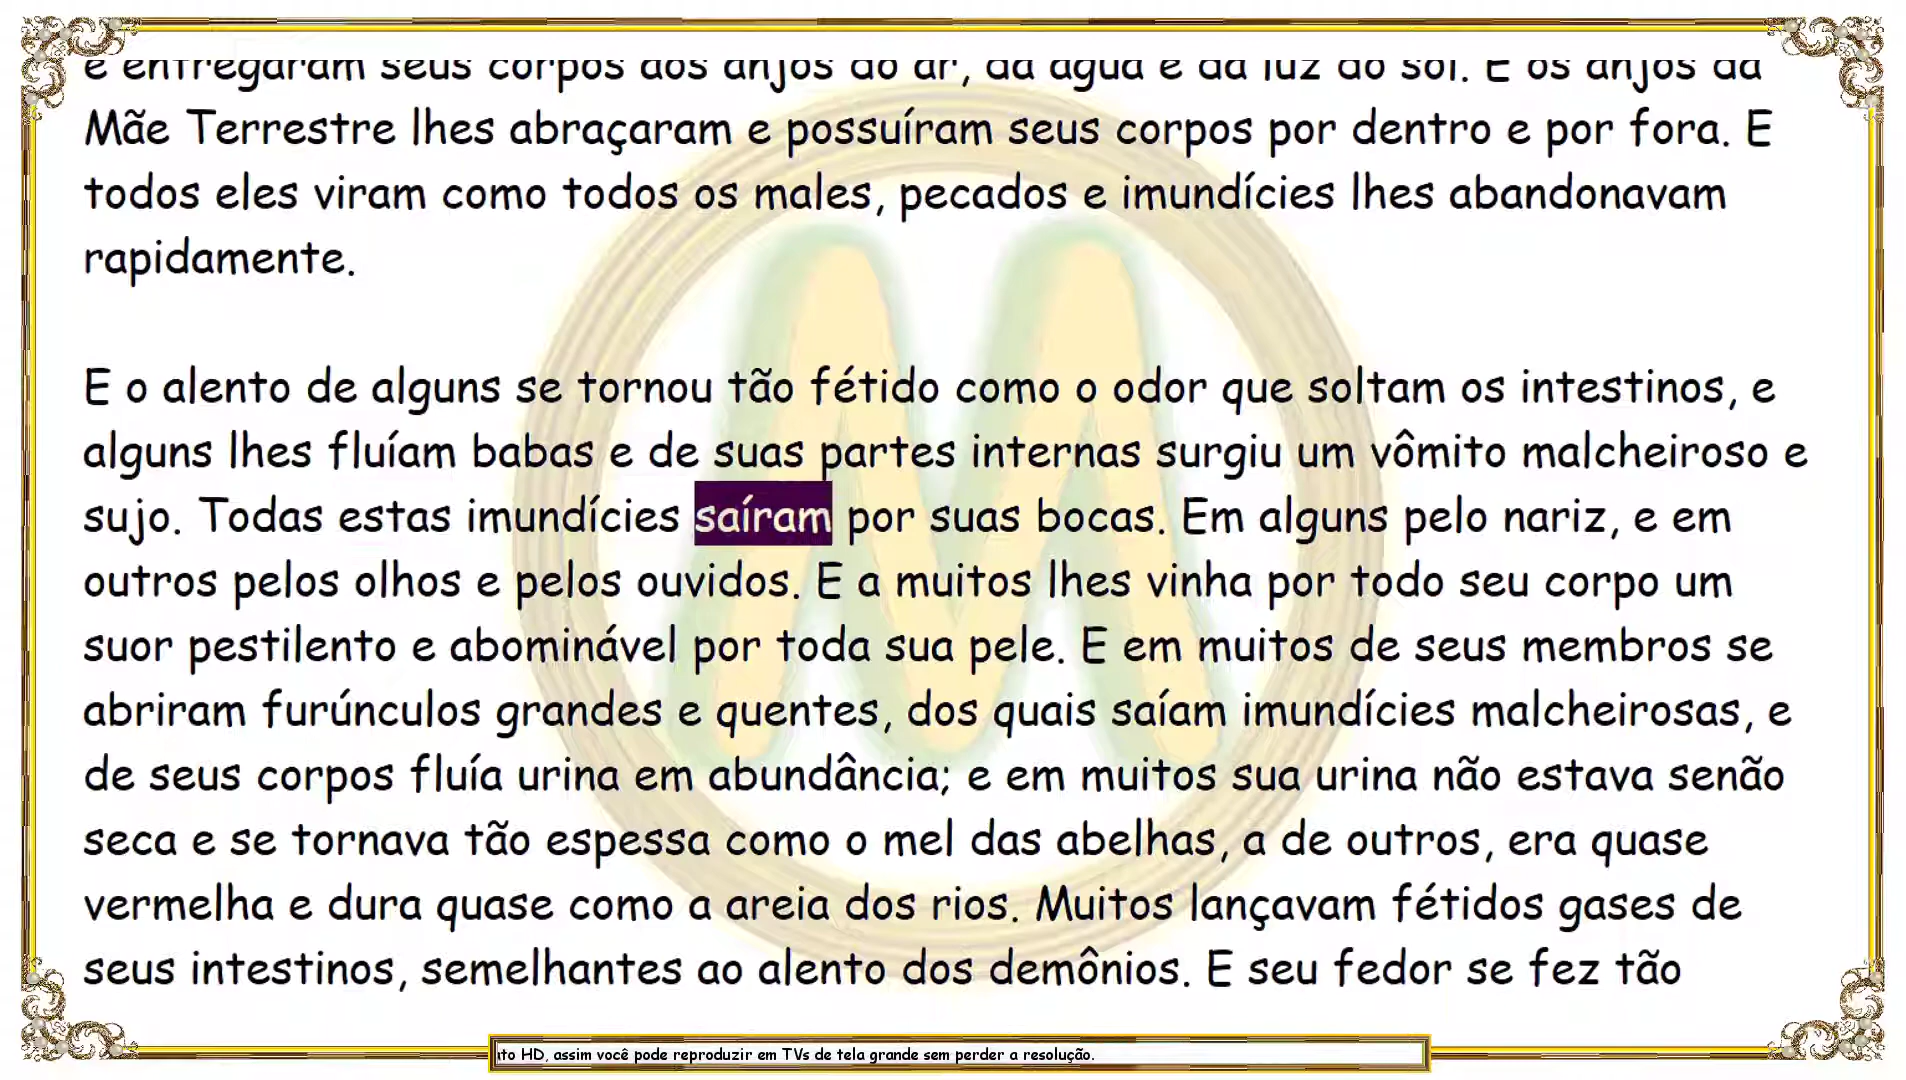 e entregaram seus corpos aos anjos do ar, da água e da luz do sol. E os anjos da
Mãe Terrestre lhes abraçaram e possuíram seus corpos por dentro e por fora. E
todos eles viram como todos os males, pecados e imundícies lhes abandonavam
rapidamente.
E o alento de alguns se tornou tão fétido como o odor que soltam os intestinos, e
alguns lhes fluíam babas e de suas partes internas surgiu um vômito malcheiroso e
sujo. Todas estas imundícies saíram por suas bocas. Em alguns pelo nariz, e em
outros pelos olhos e pelos ouvidos. E a muitos lhes vinha por todo seu corpo um
suor pestilento e abominável por toda sua pele. E em muitos de seus membros se
abriram furúnculos grandes e quentes, dos quais saíam imundícies malcheirosas, e
de seus corpos fluía urina em abundância; e em muitos sua urina não estava senão
seca e se tornava tão espessa como o mel das abelhas, a de outros, era quase
vermelha e dura quase como a areia dos rios. Muitos lançavam fétidos gases de
seus intestinos, semelhantes ao alento dos demônios. E seu fedor se fez tão
HD, assim você pode reproduzir em TVs de tela grande sem perder a resolução.